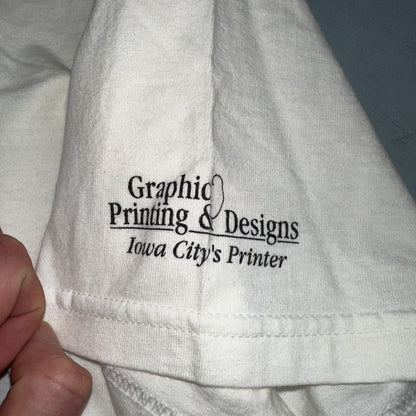 Graphic
Printing & Designs
Iowa City's Printer